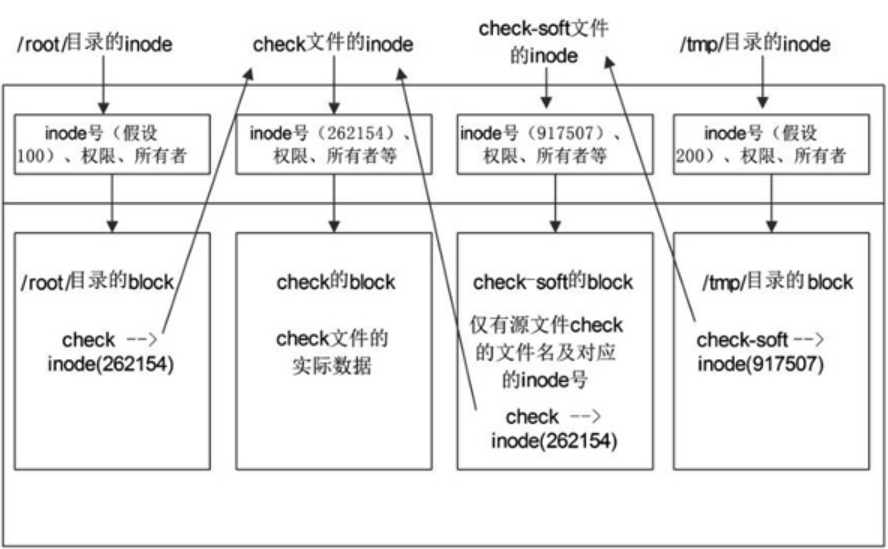 /root/目录的inode
check文件的inode
check-soft文件
的inode
/tmp/目录的inode
inode号（假设
100）、权限、所有者
inode号（262154）、
权限、所有者等
inode号（917507）、
权限、所有者等
inode号（假设
200）、权限、所有者
/root/目录的block
check -->
inode(262154)
check的block
check文件的
实际数据
check-soft的block
仅有源文件check
的文件名及对应
的inode号
check -->
inode(262154)
/tmp/目录的block
check-soft -->
inode(917507)